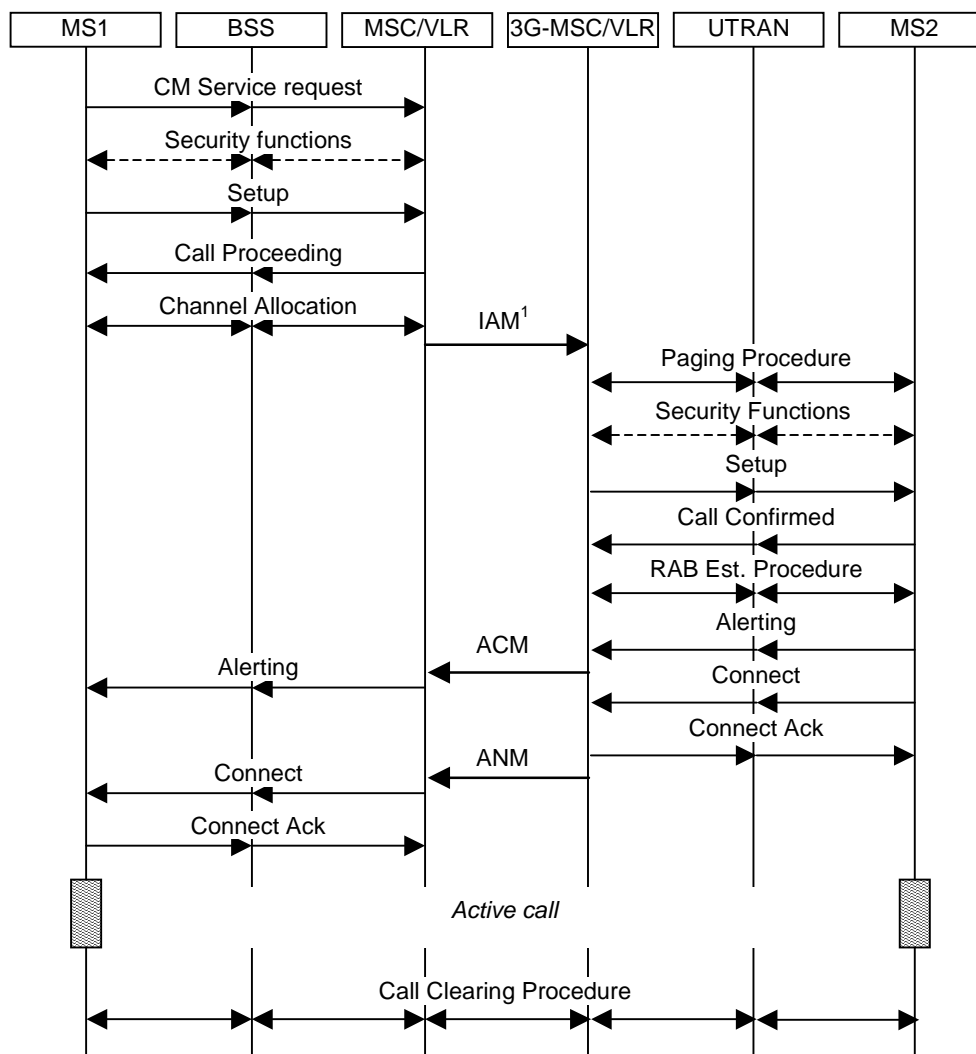 MS1 BSS MSC/VLR 3G-MSC/VLR UTRAN MS2
CM Service request
Security functions
Setup
Call Proceeding
Channel Allocation
IAM1
Paging Procedure
Security Functions
Setup
Call Confirmed
RAB Est. Procedure
Alerting
ACM
Alerting
Connect
Connect Ack
ANM
Connect
Connect Ack
Active call
Call Clearing Procedure